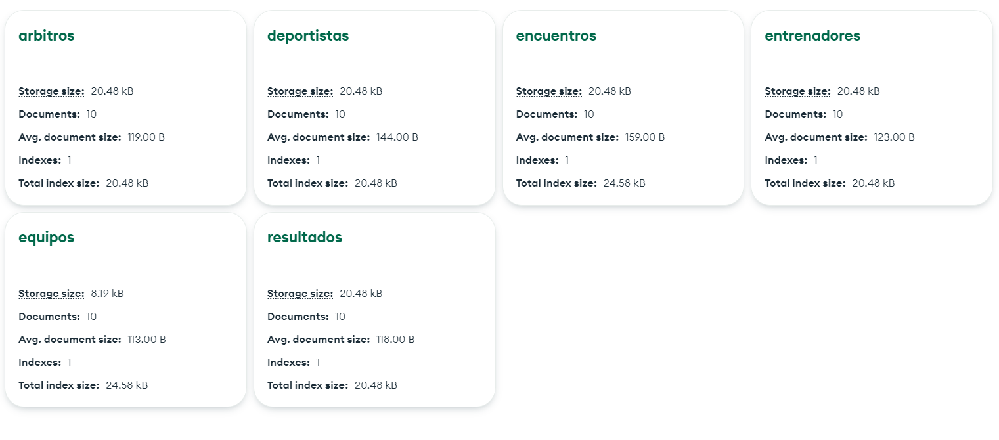 arbitros
Storage size: 20.48 kB
Documents: 10
Avg. document size: 119.00 B
Indexes: 1
Total index size: 20.48 kB
deportistas
Storage size: 20.48 kB
Documents: 10
Avg. document size: 144.00 B
Indexes: 1
Total index size: 20.48 kB
encuentros
Storage size: 20.48 kB
Documents: 10
Avg. document size: 159.00 B
Indexes: 1
Total index size: 24.58 kB
entrenadores
Storage size: 20.48 kB
Documents: 10
Avg. document size: 123.00 B
Indexes: 1
Total index size: 20.48 kB
equipos
Storage size: 8.19 kB
Documents: 10
Avg. document size: 113.00 B
Indexes: 1
Total index size: 24.58 kB
resultados
Storage size: 20.48 kB
Documents: 10
Avg. document size: 118.00 B
Indexes: 1
Total index size: 20.48 kB